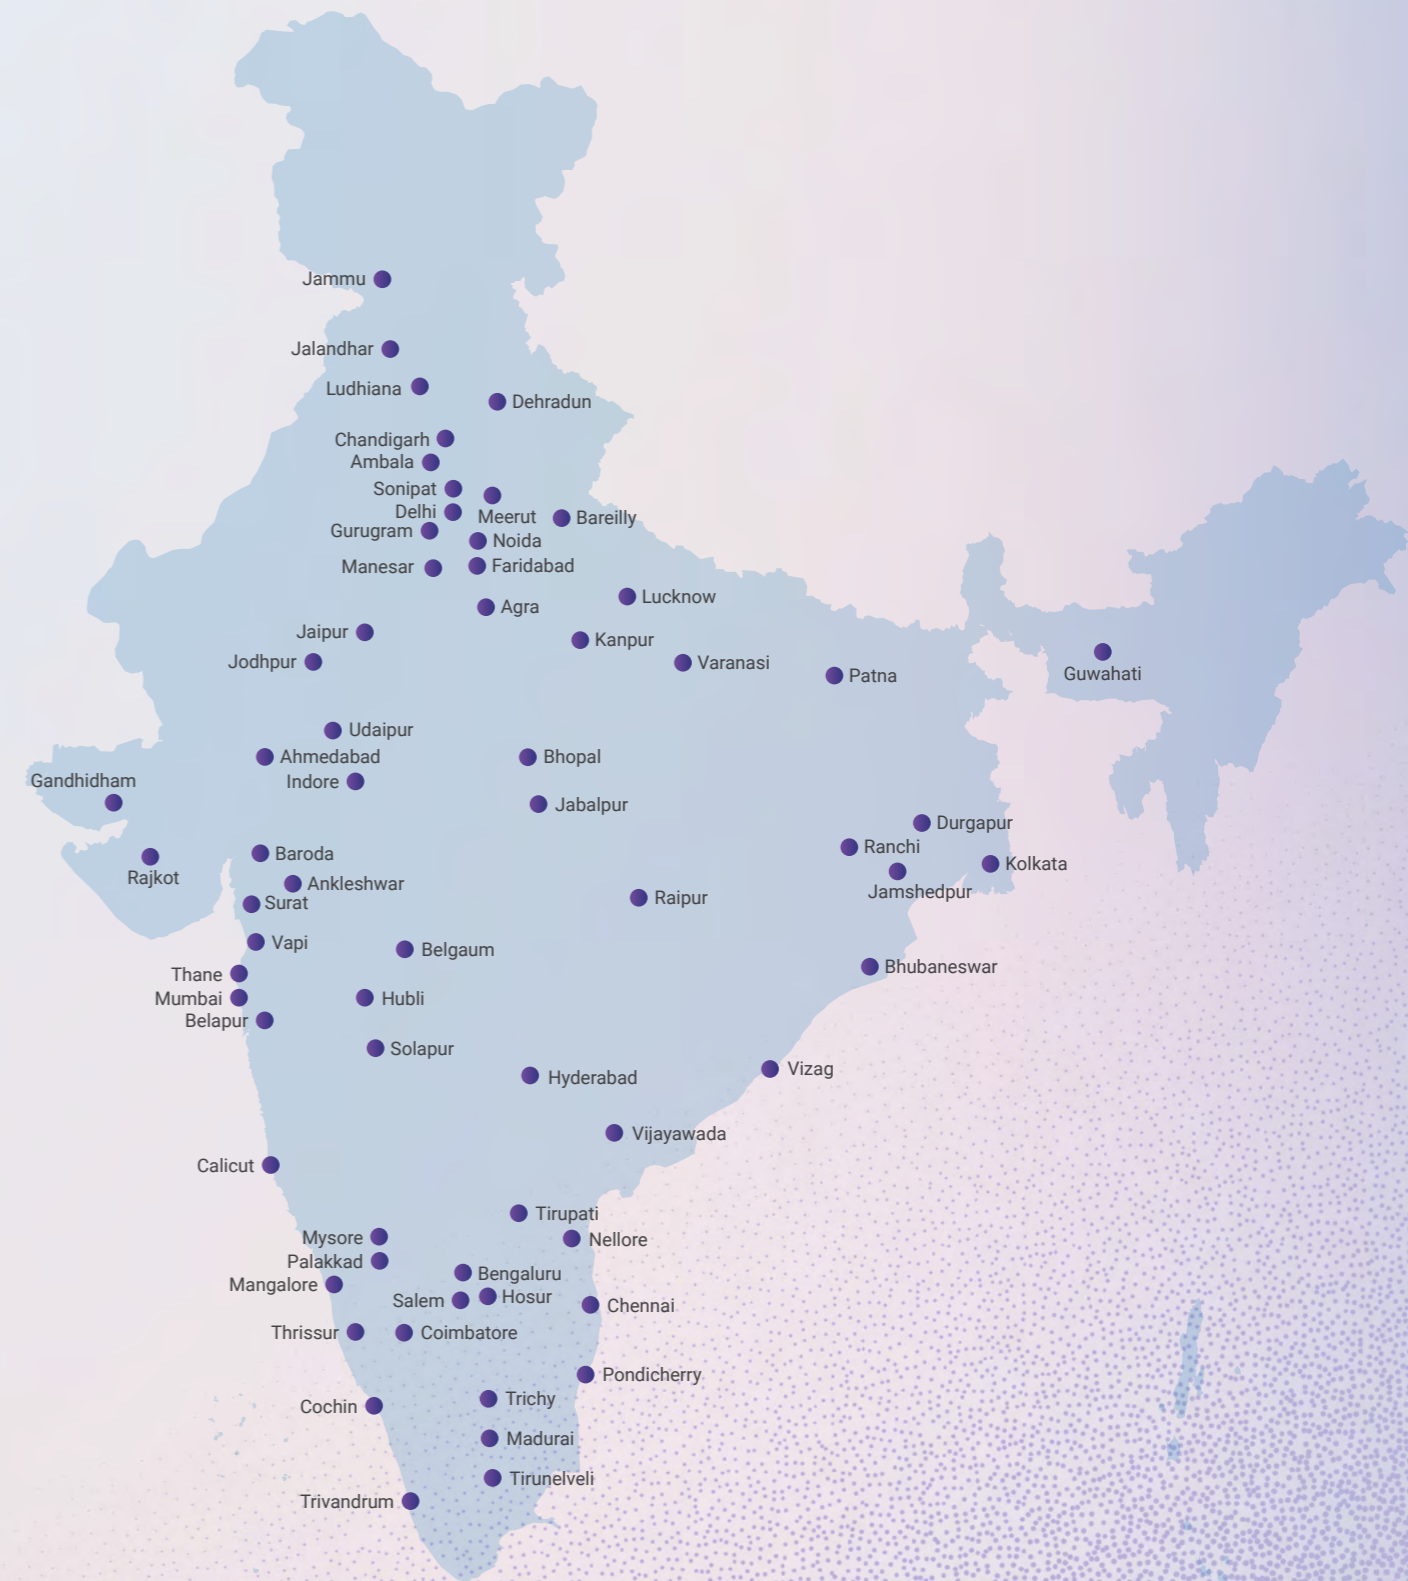 Jammu
Jalandhar
Ludhiana
Dehradun
Chandigarh
Ambala
Sonipat
Delhi
Meerut
Bareilly
Gurugram
Noida
Manesar
Faridabad
Lucknow
Agra
Jaipur
Kanpur
Jodhpur
Varanasi
Patna
Guwahati
Udaipur
Ahmedabad
Bhopal
Gandhidham
Indore
Jabalpur
Durgapur
Ranchi
Baroda
Kolkata
Rajkot
Ankleshwar
Jamshedpur
Surat
Raipur
Vapi
Belgaum
Bhubaneswar
Thane
Mumbai
Hubli
Belapur
Solapur
Vizag
Hyderabad
Vijayawada
Calicut
Tirupati
Mysore
Nellore
Palakkad
Bengaluru
Mangalore
Hosur
Salem
Chennai
Thrissur
Coimbatore
Pondicherry
Trichy
Cochin
Madurai
Tirunelveli
Trivandrum